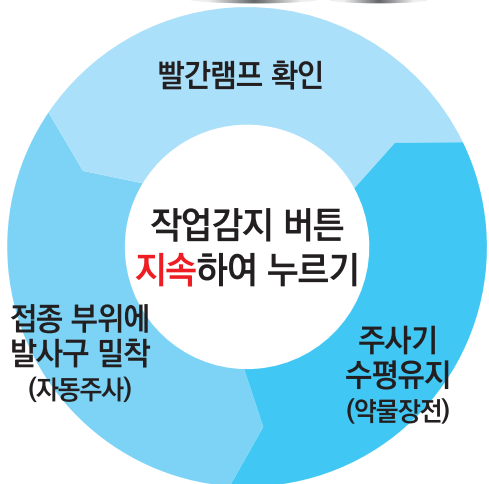 빨간램프 확인
작업감지 버튼
지속하여 누르기
접종 부위에
발사구 밀착
(자동주사)
주사기
수평유지
(약물장전)